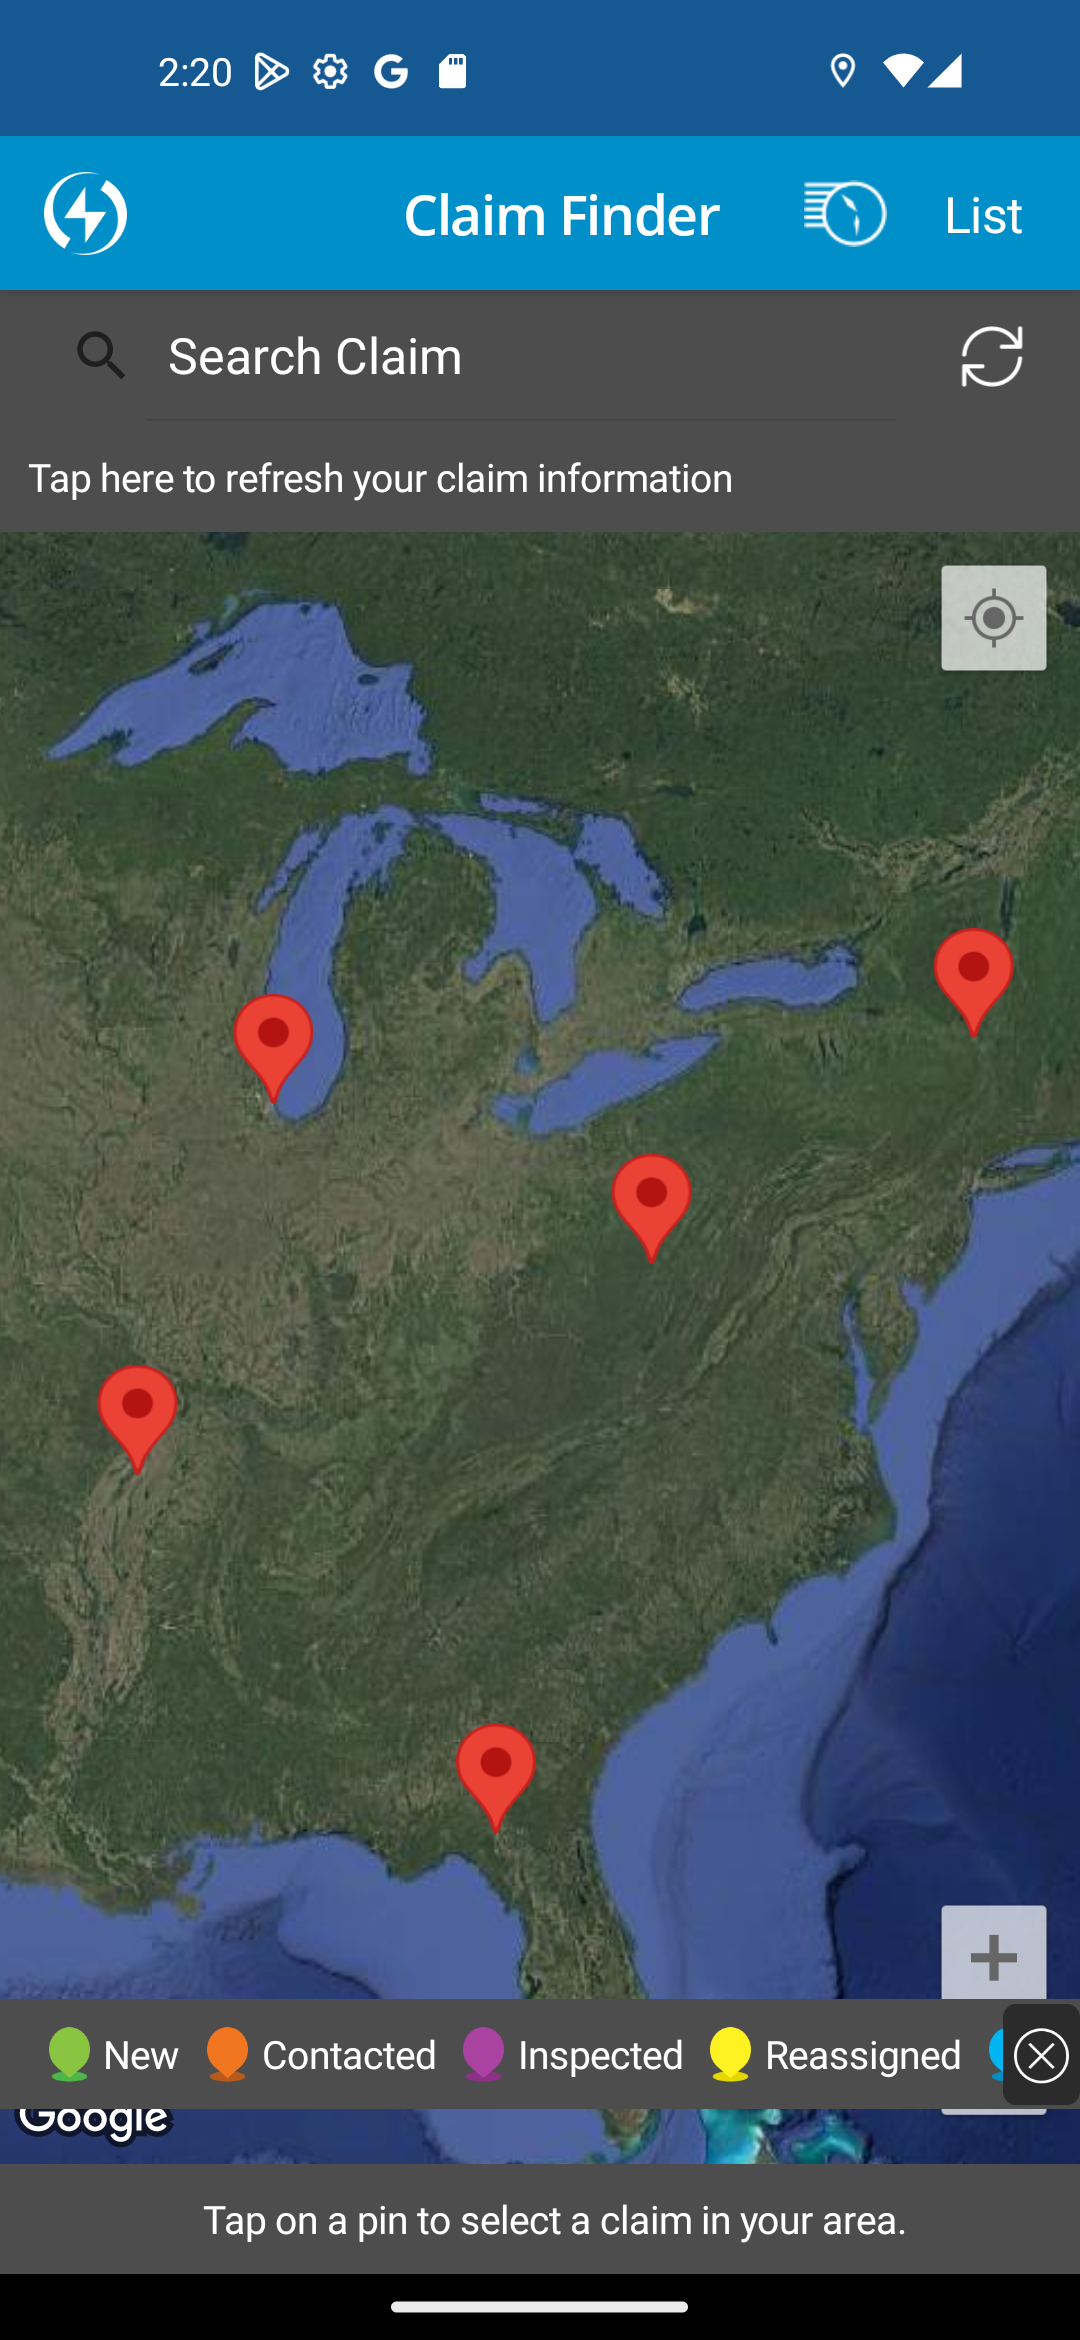 2:20
Claim Finder
List
Search Claim
Tap here to refresh your claim information
New
Contacted
Inspected
Reassigned
Google
Tap on a pin to select a claim in your area.